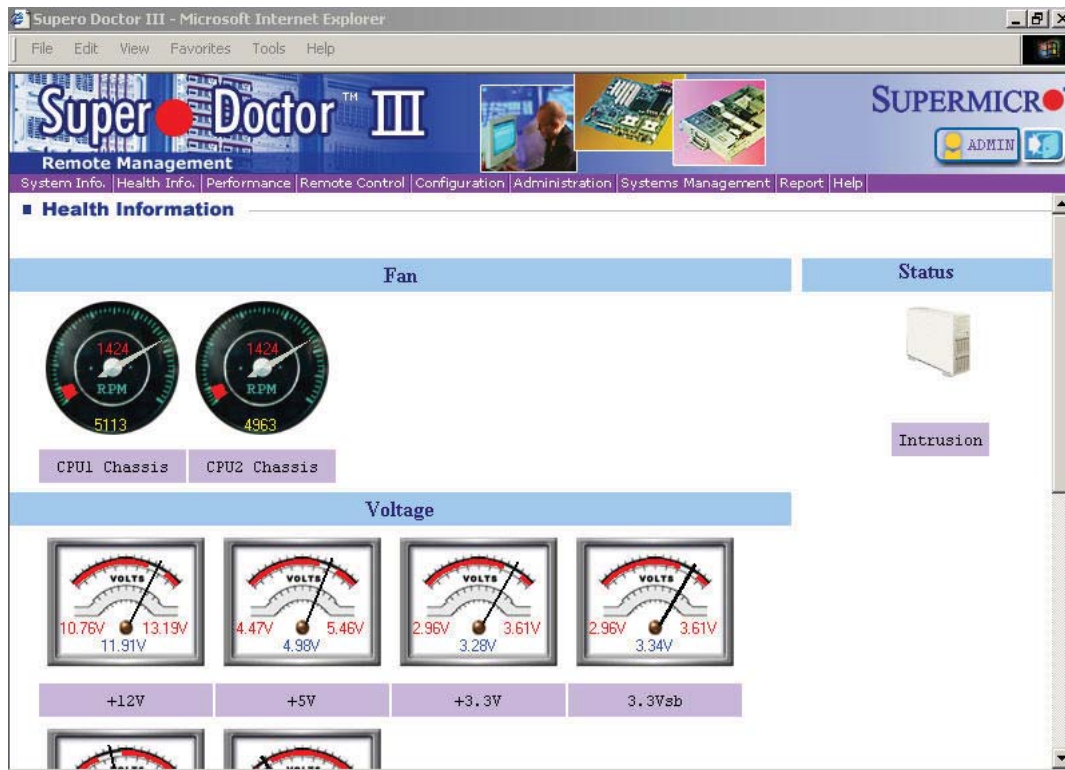 Supero Doctor III - Microsoft Internet Explorer
File Edit View Favorites Tools Help
Super Doctor ™ III
Remote Management
SUPERMICR
ADMIN
System Info. Health Info. Performance Remote Control Configuration Administration Systems Management Report Help
Health Information
Fan
Status
1424
RPM
5113
1424
RPM
4963
CPU1 Chassis
CPU2 Chassis
Intrusion
Voltage
VOLTS
10.76V 13.19V
11.91V
VOLTS
4.47V 5.46V
4.98V
VOLTS
2.96V 3.61V
3.28V
VOLTS
2.96V 3.61V
3.34V
+12V
+5V
+3.3V
3.3Vsb